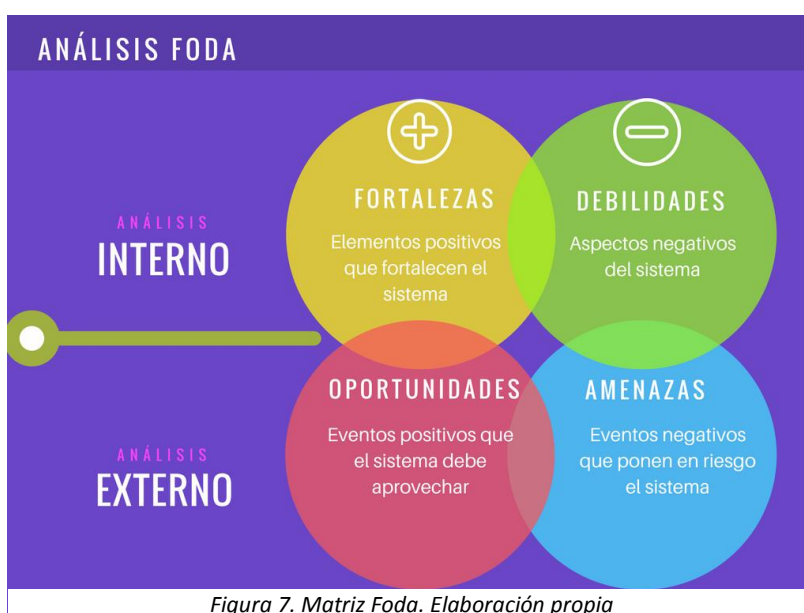 ANÁLISIS FODA
ANÁLISIS
INTERNO
FORTALEZAS
Elementos positivos
que fortalecen el
sistema
DEBILIDADES
Aspectos negativos
del sistema
ANÁLISIS
EXTERNO
OPORTUNIDADES
Eventos positivos que
el sistema debe
aprovechar
AMENAZAS
Eventos negativos
que ponen en riesgo
el sistema
Figura 7. Matriz Foda. Elaboración propia